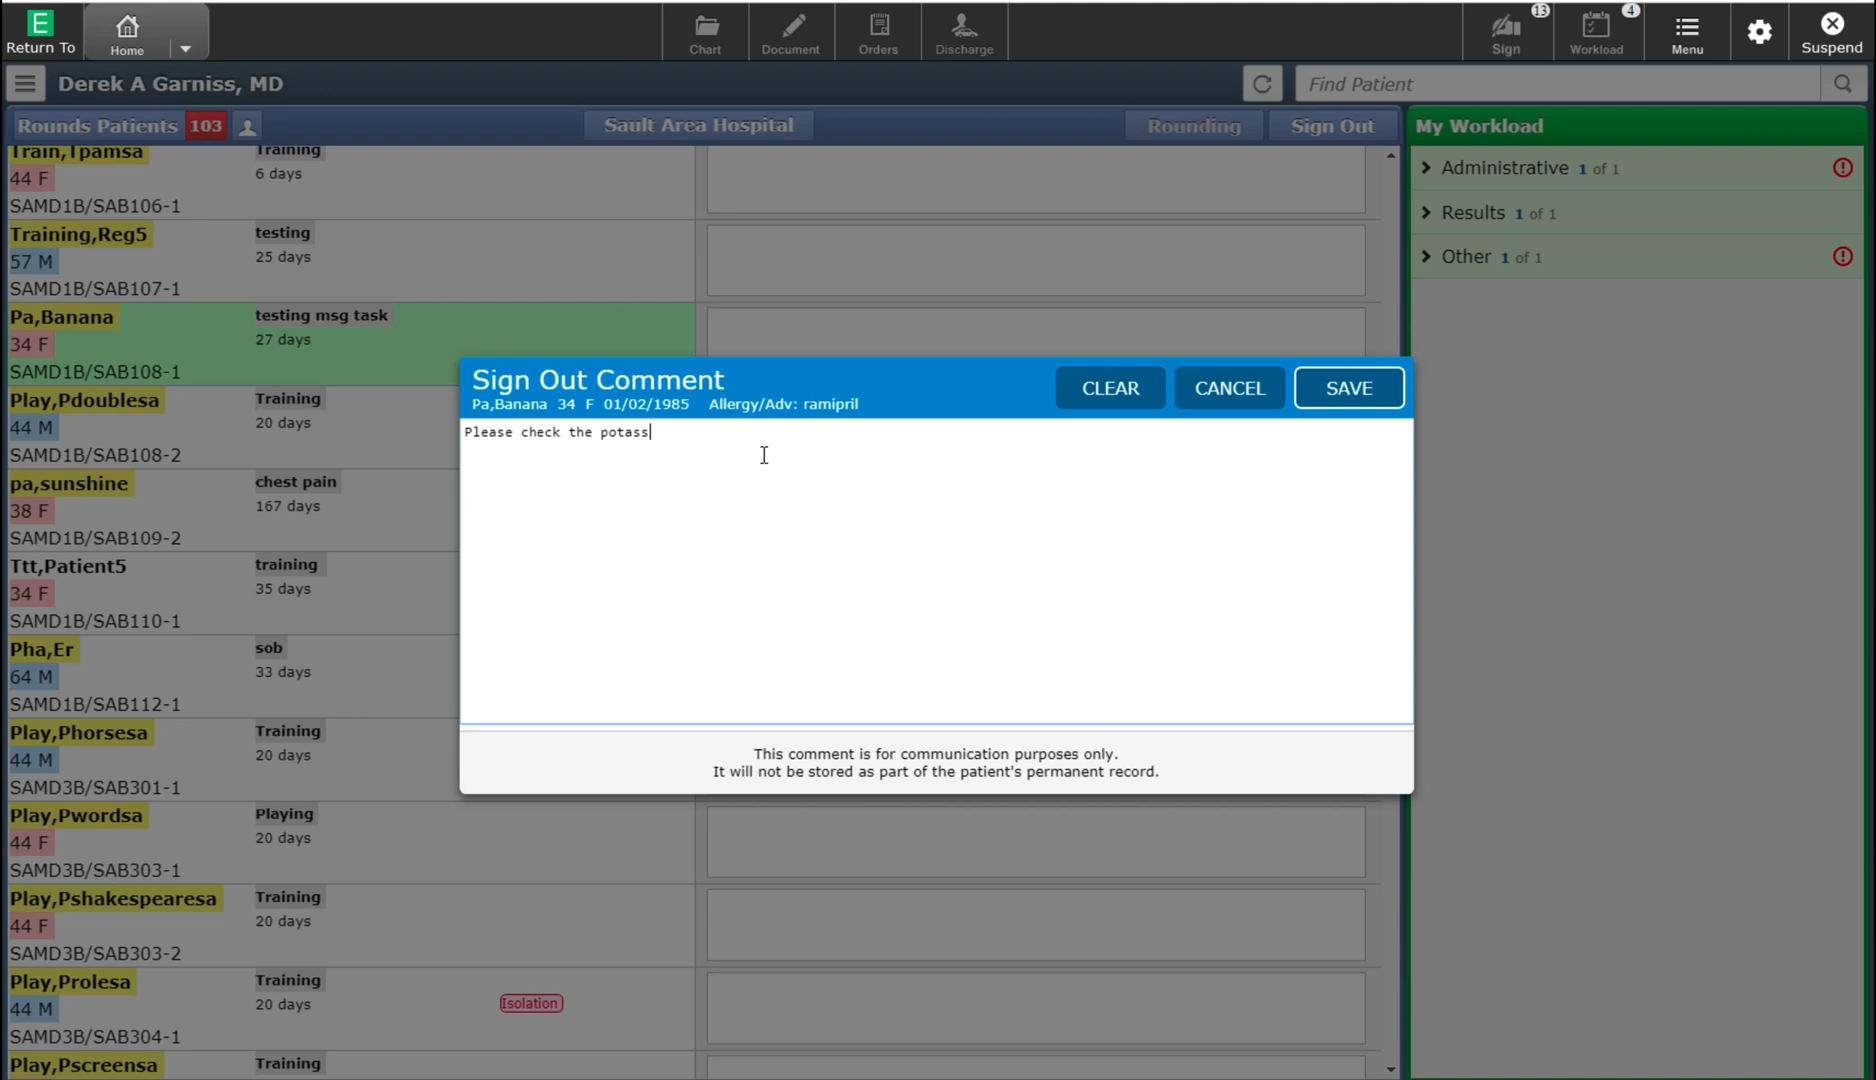 E
Return To
Home
Chart
Document
Orders
Discharge
13
Sign
4
Workload
Menu
Suspend
Derek A Garniss, MD
Find Patient
Rounds Patients 103
Sault Area Hospital
Rounding
Sign Out
My Workload
Administrative 1 of 1
Results 1 of 1
Other 1 of 1
Train,Tpamsa
Training
44 F
6 days
SAMD1B/SAB106-1
Training,Reg5
testing
57 M
25 days
SAMD1B/SAB107-1
Pa,Banana
testing msg task
34 F
27 days
SAMD1B/SAB108-1
Play,Pdoublesa
Training
44 M
20 days
SAMD1B/SAB108-2
pa,sunshine
chest pain
38 F
167 days
SAMD1B/SAB109-2
Ttt,Patient5
training
34 F
35 days
SAMD1B/SAB110-1
Pha,Er
sob
64 M
33 days
SAMD1B/SAB112-1
Play,Phorsesa
Training
44 M
20 days
SAMD3B/SAB301-1
Play,Pwordsa
Playing
44 F
20 days
SAMD3B/SAB303-1
Play,Pshakespearesa
Training
44 F
20 days
SAMD3B/SAB303-2
Play,Prolesa
Training
44 M
20 days
Isolation
SAMD3B/SAB304-1
Play,Pscreensa
Training
Sign Out Comment
Pa,Banana 34 F 01/02/1985 Allergy/Adv: ramipril
CLEAR
CANCEL
SAVE
Please check the potass
This comment is for communication purposes only.
It will not be stored as part of the patient's permanent record.